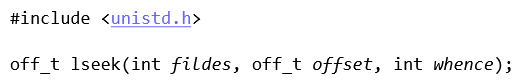 #include <unistd.h>
off_t lseek(int fildes, off_t offset, int whence);